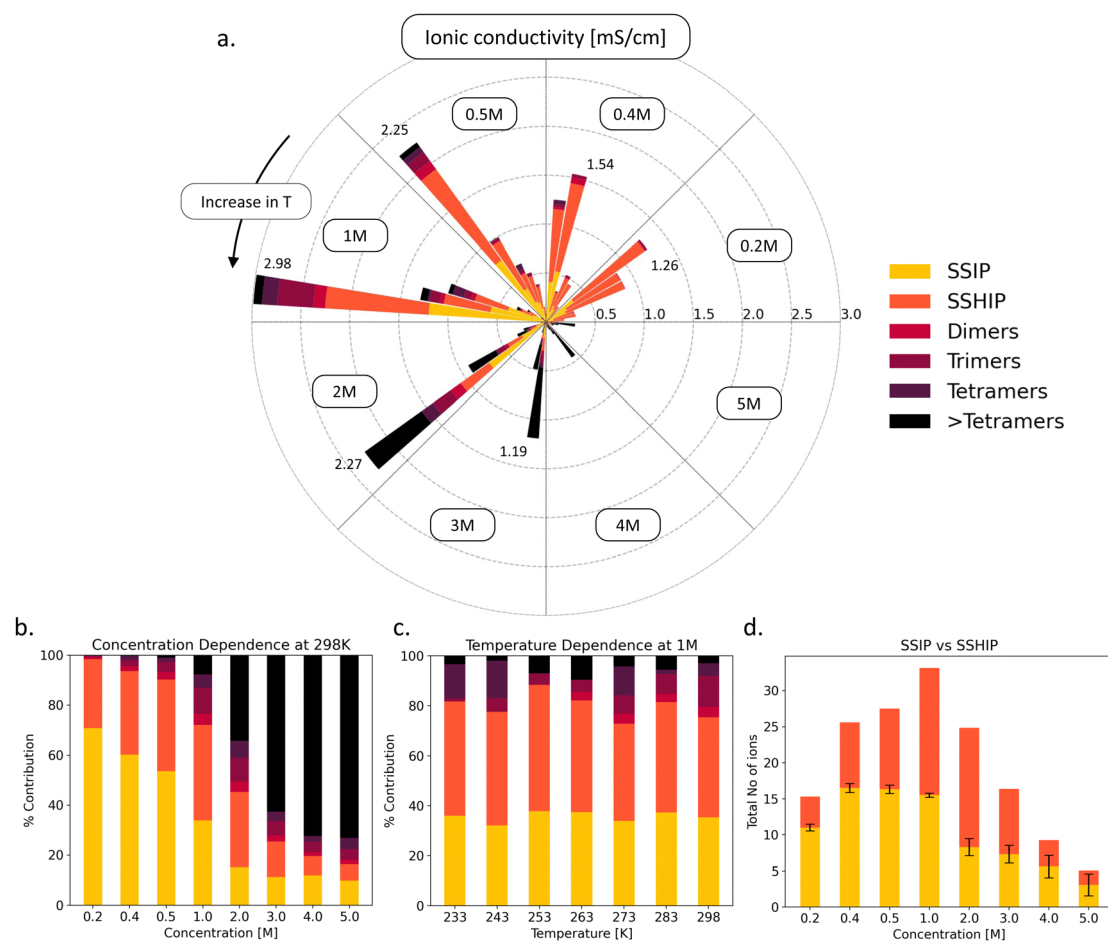 a.
Ionic conductivity [mS/cm]
0.5M
0.4M
2.25
1.54
Increase in T
1M
0.2M
2.98
1.26
0.5
1.0
1.5
2.0
2.5
3.0
SSIP
SSHIP
Dimers
Trimers
Tetramers
>Tetramers
2M
5M
2.27
1.19
3M
4M
b.
Concentration Dependence at 298K
100
80
60
40
20
0
% Contribution
0.2 0.4 0.5 1.0 2.0 3.0 4.0 5.0
Concentration [M]
c.
Temperature Dependence at 1M
100
80
60
40
20
0
% Contribution
233 243 253 263 273 283 298
Temperature [K]
d.
SSIP vs SSHIP
30
25
20
15
10
5
0
Total No of ions
0.2 0.4 0.5 1.0 2.0 3.0 4.0 5.0
Concentration [M]